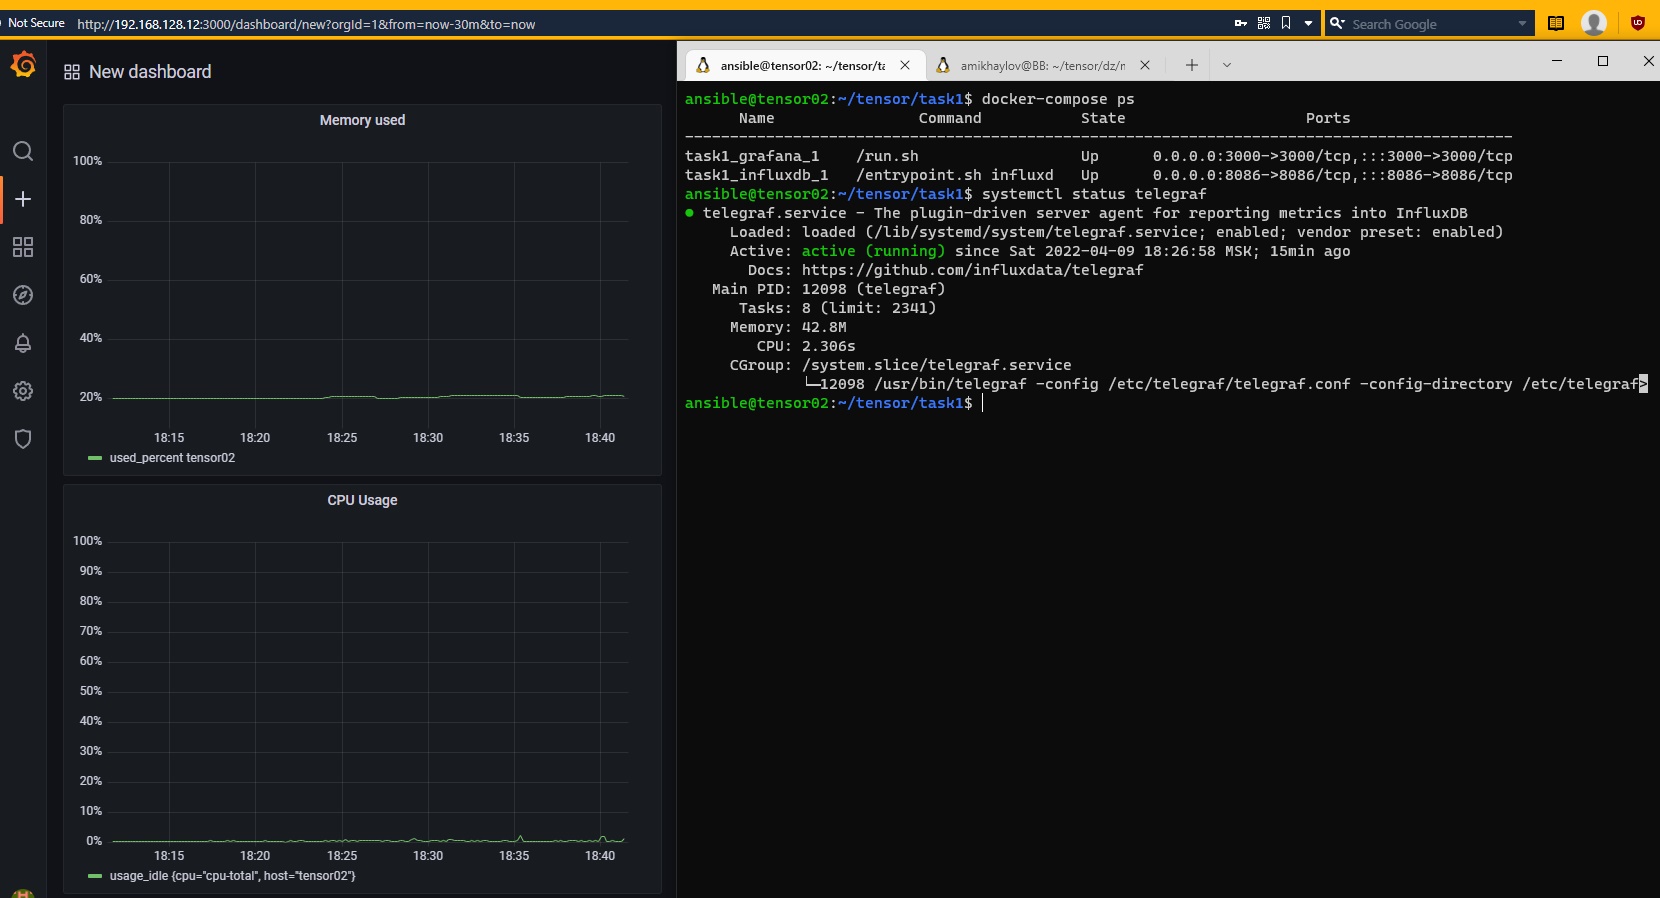 Not Secure http://192.168.128.12:3000/dashboard/new?orgId=1&from=now-30m&to=now
Search Google
New dashboard
Memory used
100%
80%
60%
40%
20%
18:15 18:20 18:25 18:30 18:35 18:40
used_percent tensor02
CPU Usage
100%
90%
80%
70%
60%
50%
40%
30%
20%
10%
0%
18:15 18:20 18:25 18:30 18:35 18:40
usage_idle {cpu="cpu-total", host="tensor02"}
ansible@tensor02: ~/tensor/ta
amikhaylov@BB: ~/tensor/dz/
ansible@tensor02:~/tensor/task1$ docker-compose ps
Name Command State Ports
--------------------------------------------------------------------------------------------
task1_grafana_1 /run.sh Up 0.0.0.0:3000->3000/tcp,:::3000->3000/tcp
task1_influxdb_1 /entrypoint.sh influxd Up 0.0.0.0:8086->8086/tcp,:::8086->8086/tcp
ansible@tensor02:~/tensor/task1$ systemctl status telegraf
● telegraf.service - The plugin-driven server agent for reporting metrics into InfluxDB
Loaded: loaded (/lib/systemd/system/telegraf.service; enabled; vendor preset: enabled)
Active: active (running) since Sat 2022-04-09 18:26:58 MSK; 15min ago
Docs: https://github.com/influxdata/telegraf
Main PID: 12098 (telegraf)
Tasks: 8 (limit: 2341)
Memory: 42.8M
CPU: 2.306s
CGroup: /system.slice/telegraf.service
└─12098 /usr/bin/telegraf -config /etc/telegraf/telegraf.conf -config-directory /etc/telegraf>
ansible@tensor02:~/tensor/task1$